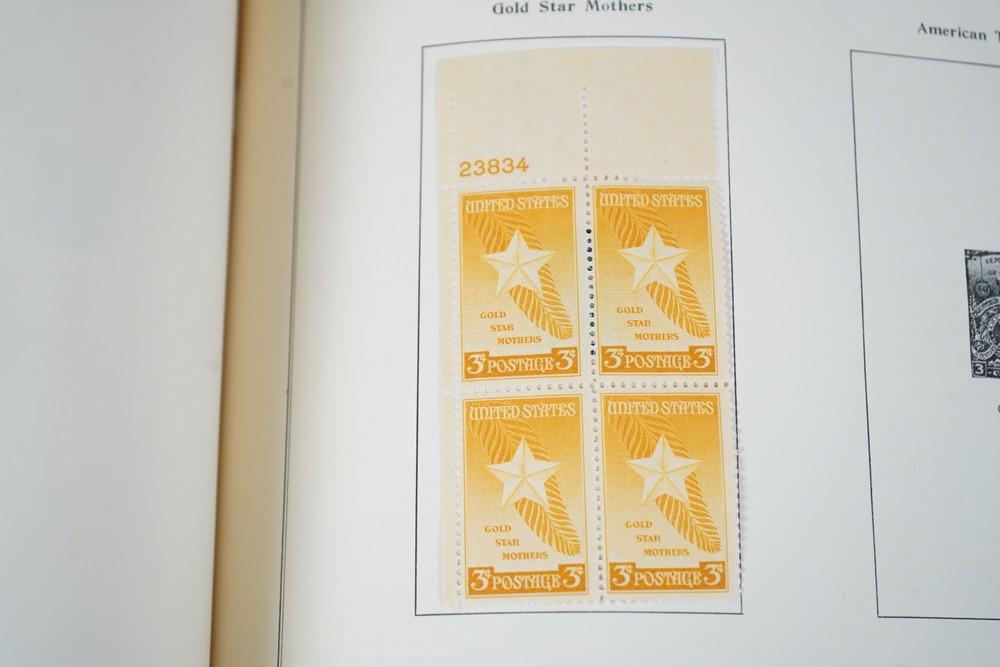 Gold Star Mothers
American
23834
UNITED STATES
GOLD
STAR
MOTHERS
3¢ POSTAGE 3¢
UNITED STATES
GOLD
STAR
MOTHERS
3¢ POSTAGE 3¢
UNITED STATES
GOLD
STAR
MOTHERS
3¢ POSTAGE 3¢
UNITED STATES
GOLD
STAR
MOTHERS
3¢ POSTAGE 3¢
3